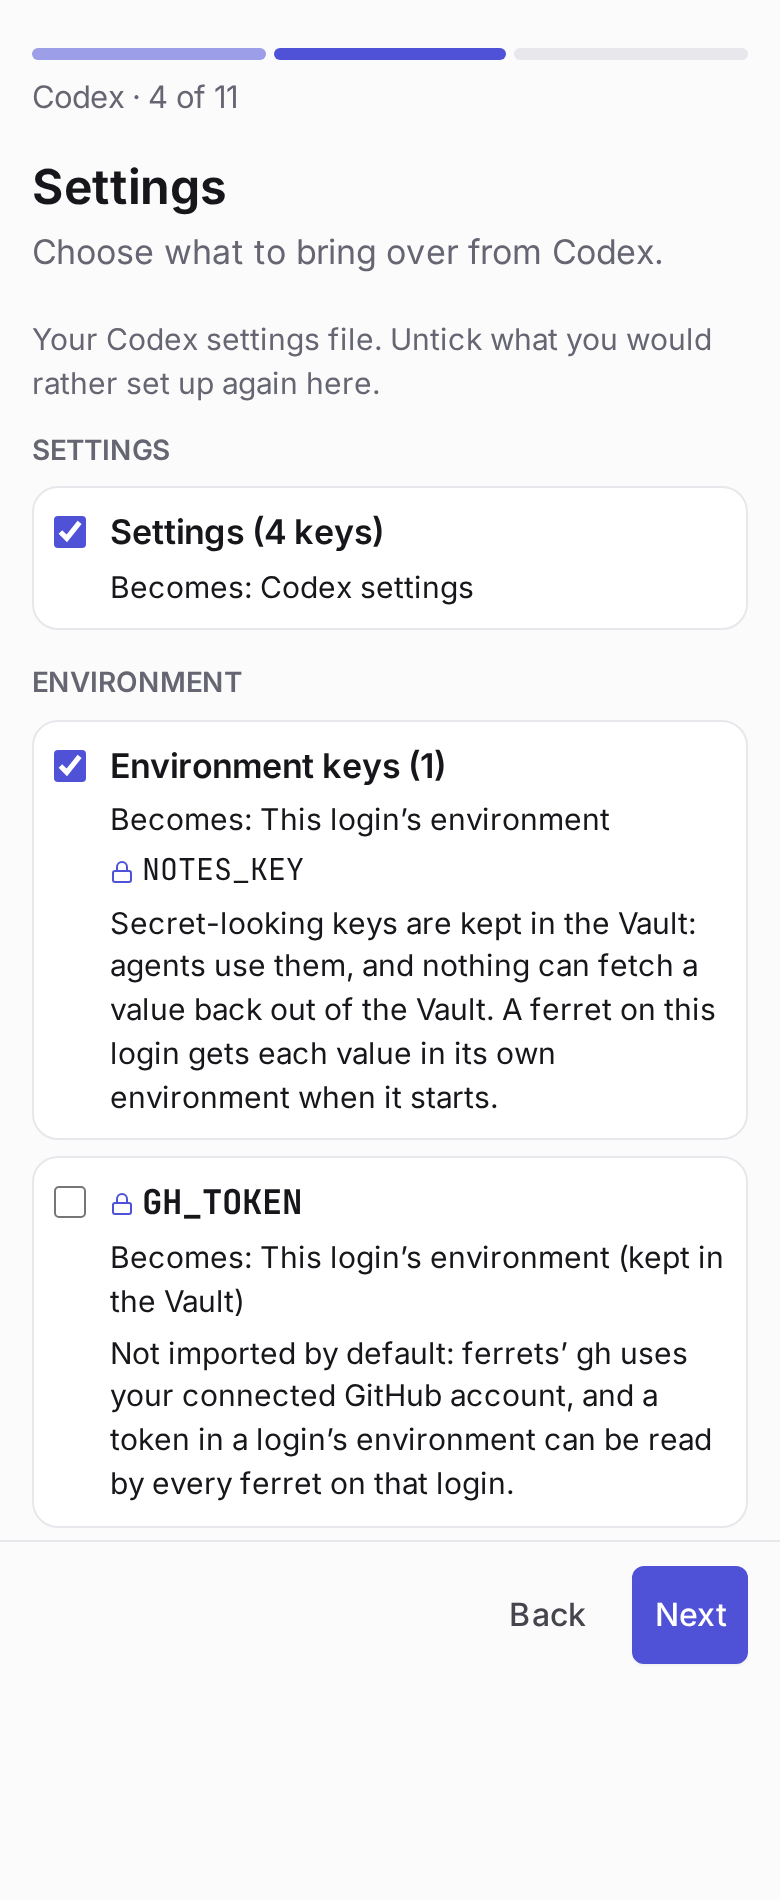 Codex · 4 of 11
Settings
Choose what to bring over from Codex.
Your Codex settings file. Untick what you would
rather set up again here.
SETTINGS
Settings (4 keys)
Becomes: Codex settings
ENVIRONMENT
Environment keys (1)
Becomes: This login’s environment
NOTES_KEY
Secret-looking keys are kept in the Vault:
agents use them, and nothing can fetch a
value back out of the Vault. A ferret on this
login gets each value in its own
environment when it starts.
GH_TOKEN
Becomes: This login’s environment (kept in
the Vault)
Not imported by default: ferrets’ gh uses
your connected GitHub account, and a
token in a login’s environment can be read
by every ferret on that login.
Back
Next